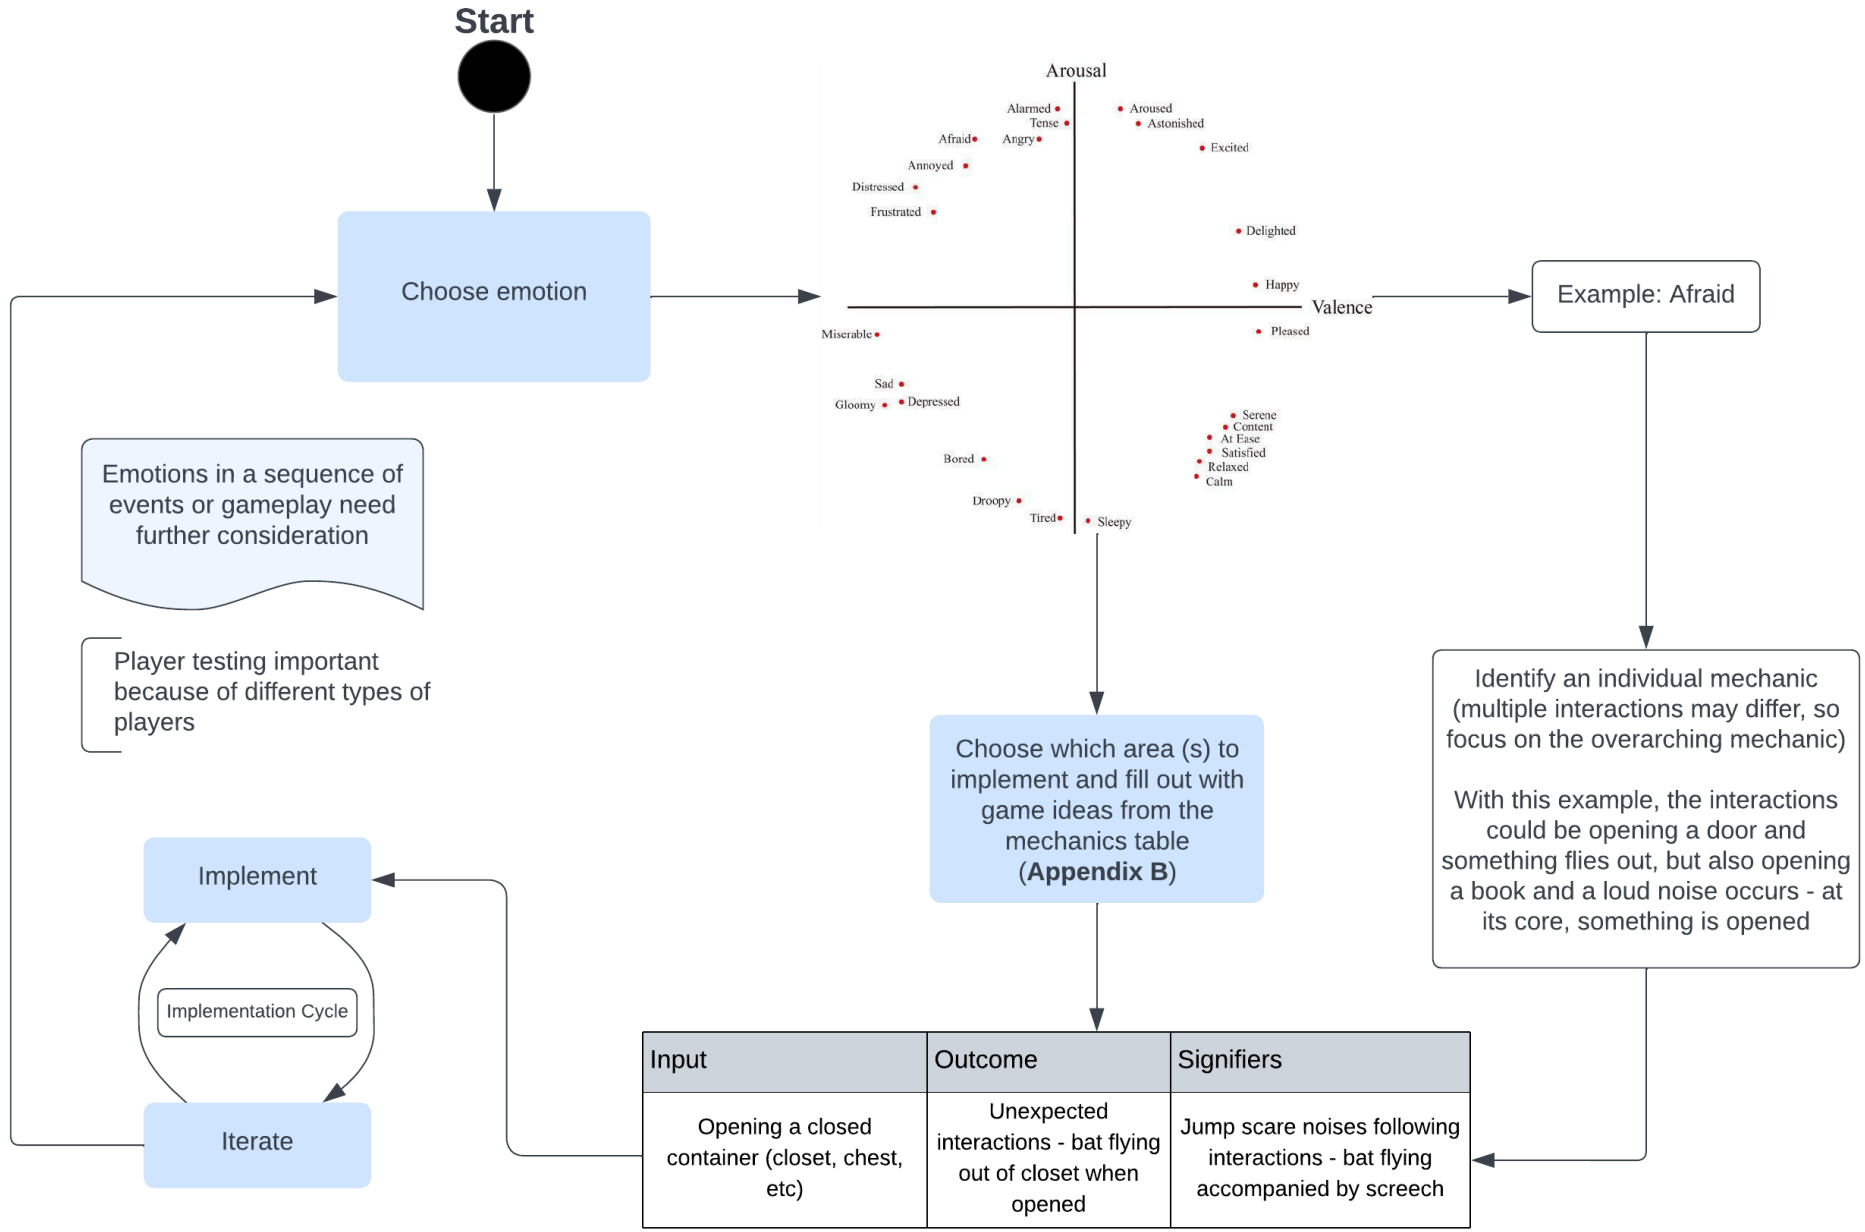 Start
Choose emotion
Arousal
Alarmed
Aroused
Tense
Astonished
Afraid
Angry
Excited
Annoyed
Distressed
Frustrated
Delighted
Happy
Valence
Miserable
Pleased
Sad
Gloomy
Depressed
Serene
Content
At Ease
Satisfied
Relaxed
Calm
Bored
Droopy
Tired
Sleepy
Example: Afraid
Emotions in a sequence of
events or gameplay need
further consideration
Player testing important
because of different types of
players
Identify an individual mechanic
(multiple interactions may differ, so
focus on the overarching mechanic)
With this example, the interactions
could be opening a door and
something flies out, but also opening
a book and a loud noise occurs - at
its core, something is opened
Choose which area (s) to
implement and fill out with
game ideas from the
mechanics table
(Appendix B)
Implement
Implementation Cycle
Iterate
Input
Outcome
Signifiers
Opening a closed
container (closet, chest,
etc)
Unexpected
interactions - bat flying
out of closet when
opened
Jump scare noises following
interactions - bat flying
accompanied by screech